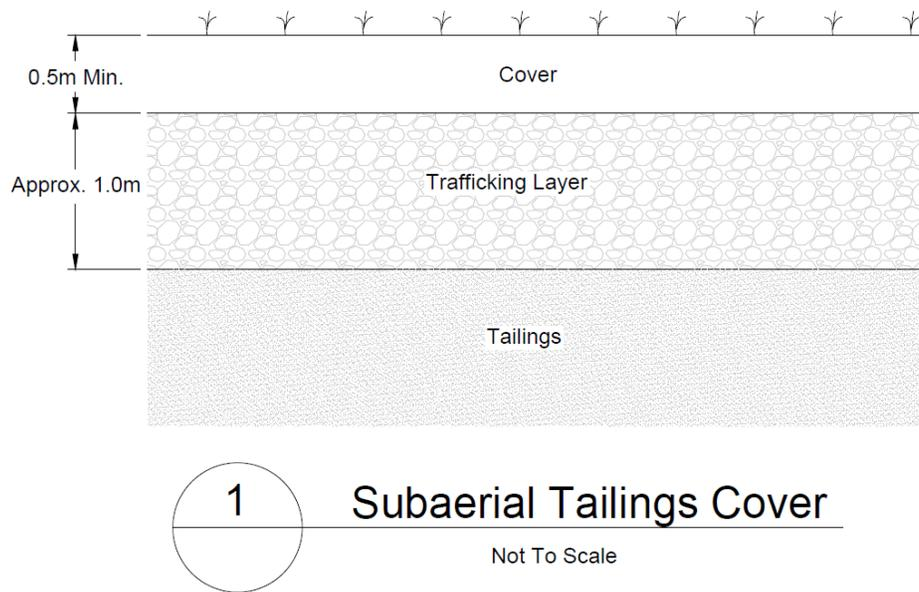 0.5m Min.
Cover
Approx. 1.0m
Trafficking Layer
Tailings
1
Subaerial Tailings Cover
Not To Scale